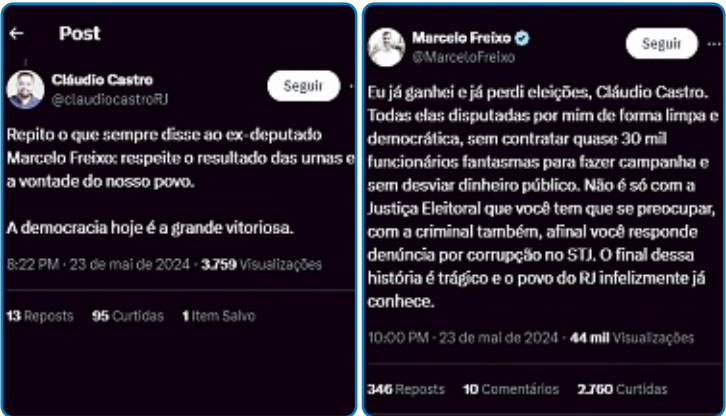 Post
Cláudio Castro
@claudiocastroRJ
Seguir
Repito o que sempre disse ao ex-deputado
Marcelo Freixo: respeite o resultado das urnas e
a vontade do nosso povo.
A democracia hoje é a grande vitoriosa.
8:22 PM · 23 de mai de 2024 · 3.759 Visualizações
13 Reposts 95 Curtidas 1 Item Salvo
Marcelo Freixo
@MarceloFreixo
Seguir
Eu já ganhei e já perdi eleições, Cláudio Castro.
Todas elas disputadas por mim de forma limpa e
democrática, sem contratar quase 30 mil
funcionários fantasmas para fazer campanha e
sem desviar dinheiro público. Não é só com a
Justiça Eleitoral que você tem que se preocupar,
com a criminal também, afinal você responde
denúncia por corrupção no STJ. O final dessa
história é trágico e o povo do RJ infelizmente já
conhece.
10:00 PM · 23 de mai de 2024 · 44 mil Visualizações
346 Reposts 10 Comentários 2.760 Curtidas